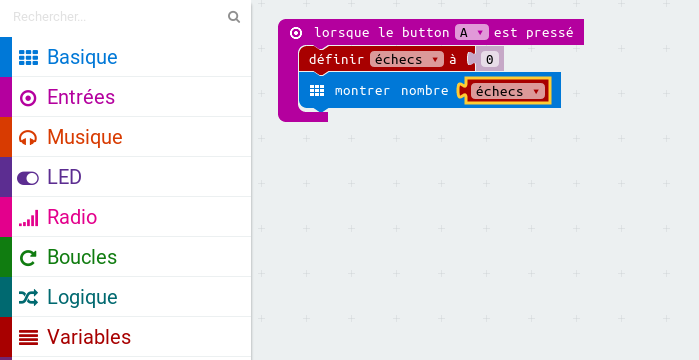 Rechercher...
Basique
Entrées
Musique
LED
Radio
Boucles
Logique
Variables
lorsque le button A est pressé
définir échecs à 0
montrer nombre échecs